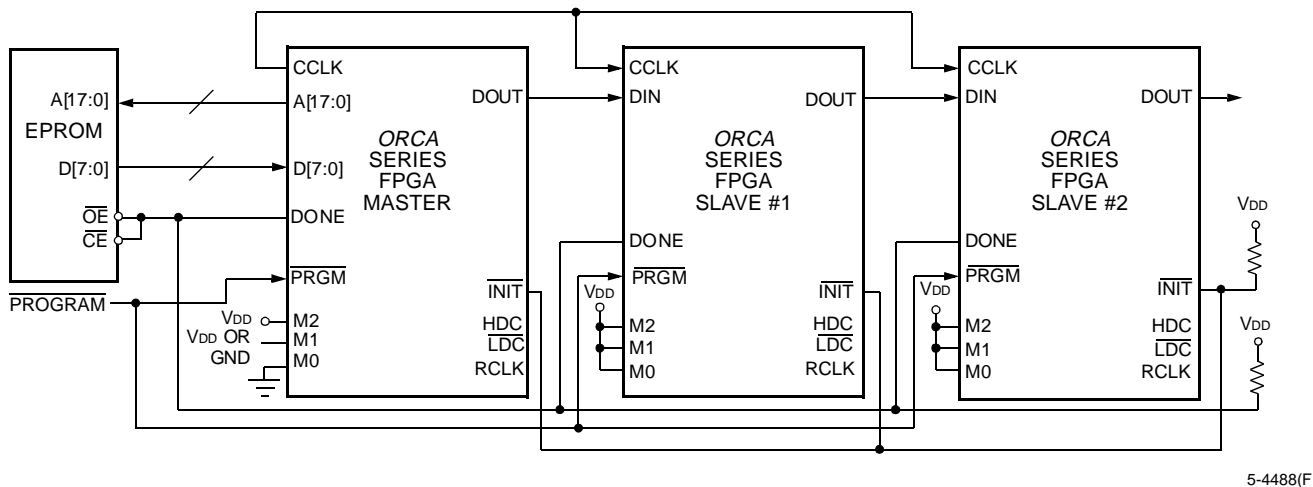 A[17:0]
EPROM
D[7:0]
OE
CE
PROGRAM
CCLK
A[17:0]
DOUT
ORCA
SERIES
FPGA
MASTER
D[7:0]
DONE
PRGM
INIT
VDD
M2
VDD OR
GND
M1
M0
HDC
LDC
RCLK
CCLK
DIN
DOUT
ORCA
SERIES
FPGA
SLAVE #1
DONE
PRGM
INIT
VDD
M2
M1
M0
HDC
LDC
RCLK
CCLK
DIN
DOUT
ORCA
SERIES
FPGA
SLAVE #2
DONE
PRGM
INIT
VDD
M2
M1
M0
HDC
LDC
RCLK
VDD
VDD
5-4488(F